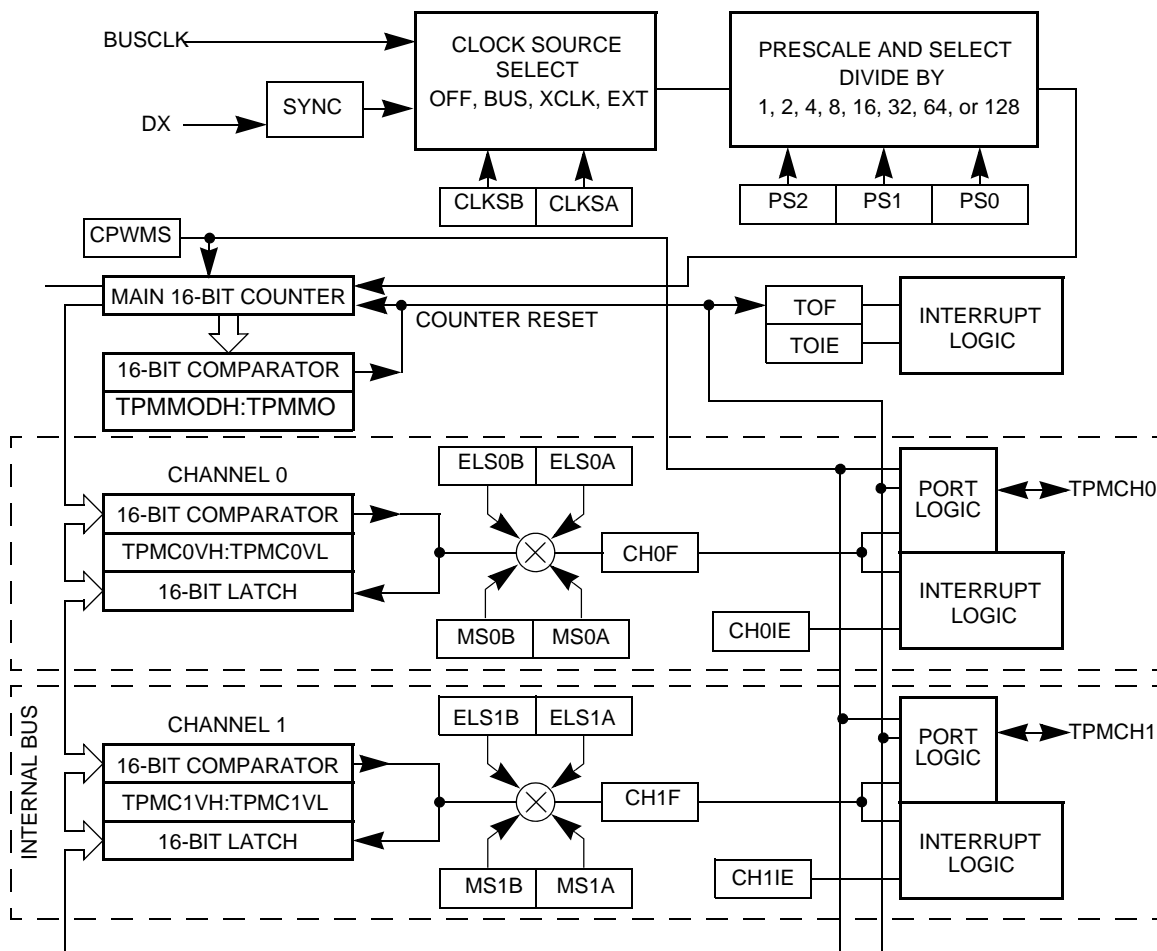 BUSCLK
CLOCK SOURCE
SELECT
OFF, BUS, XCLK, EXT
PRESCALE AND SELECT
DIVIDE BY
1, 2, 4, 8, 16, 32, 64, or 128
SYNC
DX
CLKSB
CLKSA
PS2
PS1
PS0
CPWMS
MAIN 16-BIT COUNTER
COUNTER RESET
TOF
TOIE
INTERRUPT
LOGIC
16-BIT COMPARATOR
TPMMODH:TPMMO
CHANNEL 0
ELS0B
ELS0A
PORT
LOGIC
TPMCH0
16-BIT COMPARATOR
TPMC0VH:TPMC0VL
16-BIT LATCH
CH0F
INTERRUPT
LOGIC
MS0B
MS0A
CH0IE
INTERNAL BUS
CHANNEL 1
ELS1B
ELS1A
PORT
LOGIC
TPMCH1
16-BIT COMPARATOR
TPMC1VH:TPMC1VL
16-BIT LATCH
CH1F
INTERRUPT
LOGIC
MS1B
MS1A
CH1IE